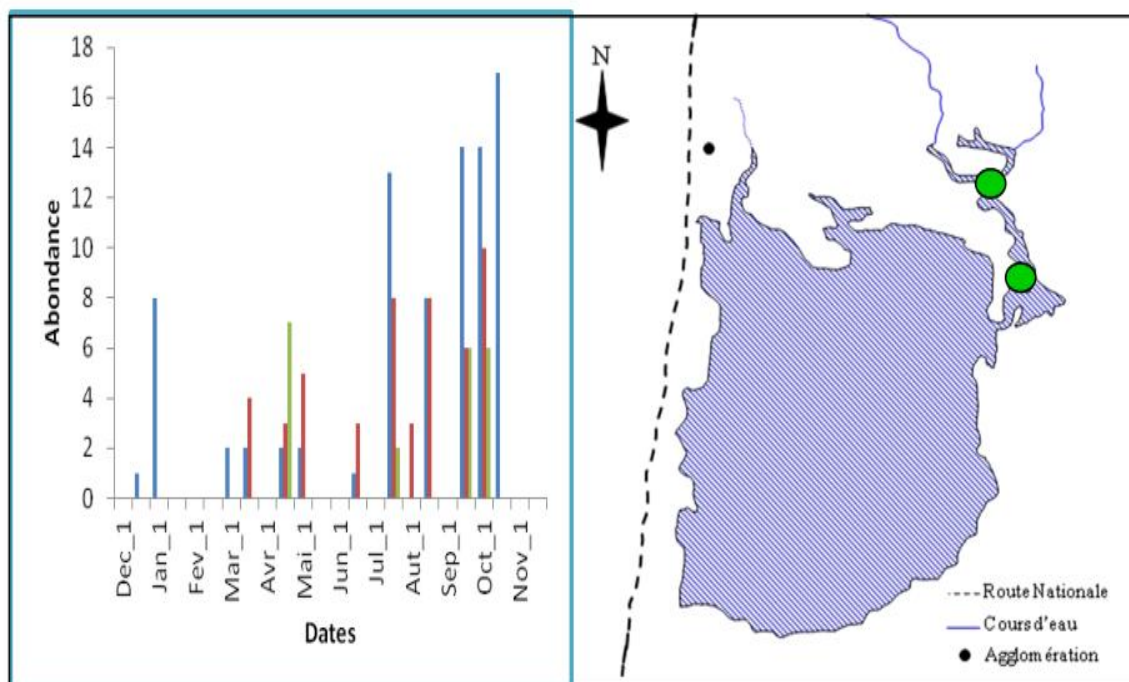 18
16
14
12
10
8
6
4
2
0
Abondance
Dec_1
Jan_1
Fev_1
Mar_1
Avr_1
Mai_1
Jun_1
Jul_1
Aut_1
Sep_1
Oct_1
Nov_1
Dates
N
Route Nationale
Cours d'eau
Agglomération